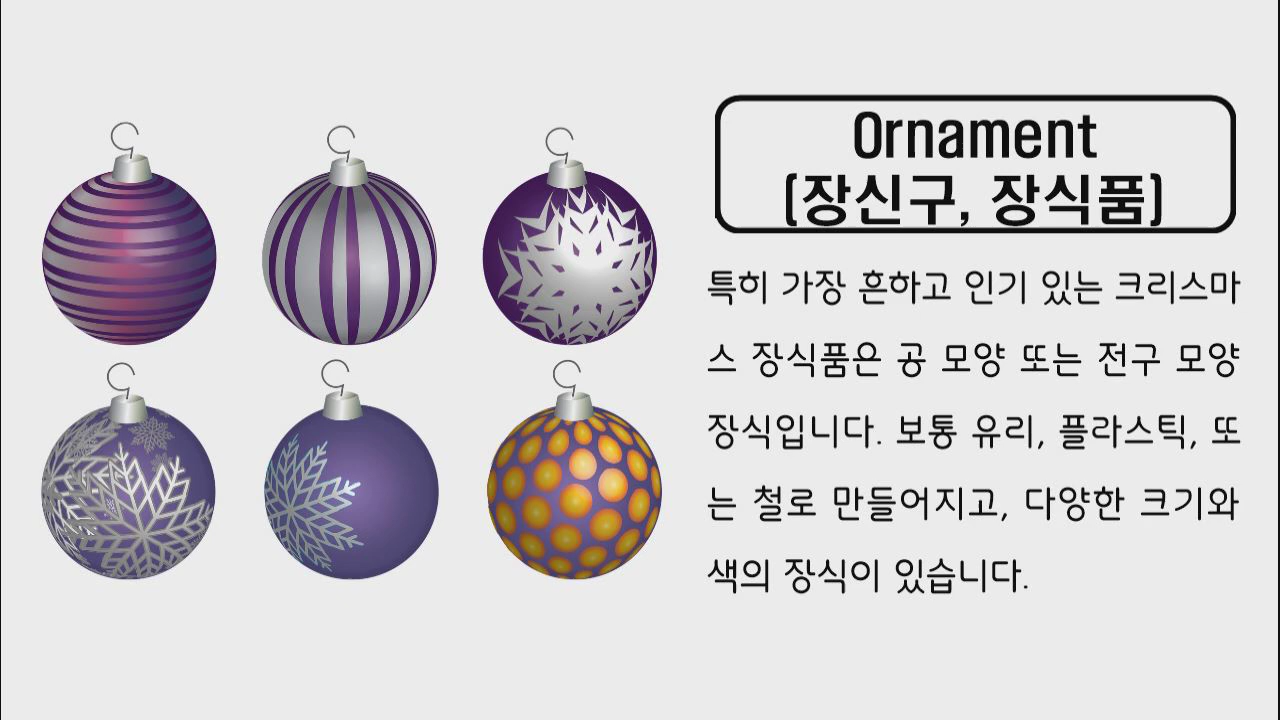 Ornament
(장신구, 장식품)
특히 가장 흔하고 인기 있는 크리스마
스 장식품은 공 모양 또는 전구 모양
장식입니다. 보통 유리, 플라스틱, 또
는 철로 만들어지고, 다양한 크기와
색의 장식이 있습니다.